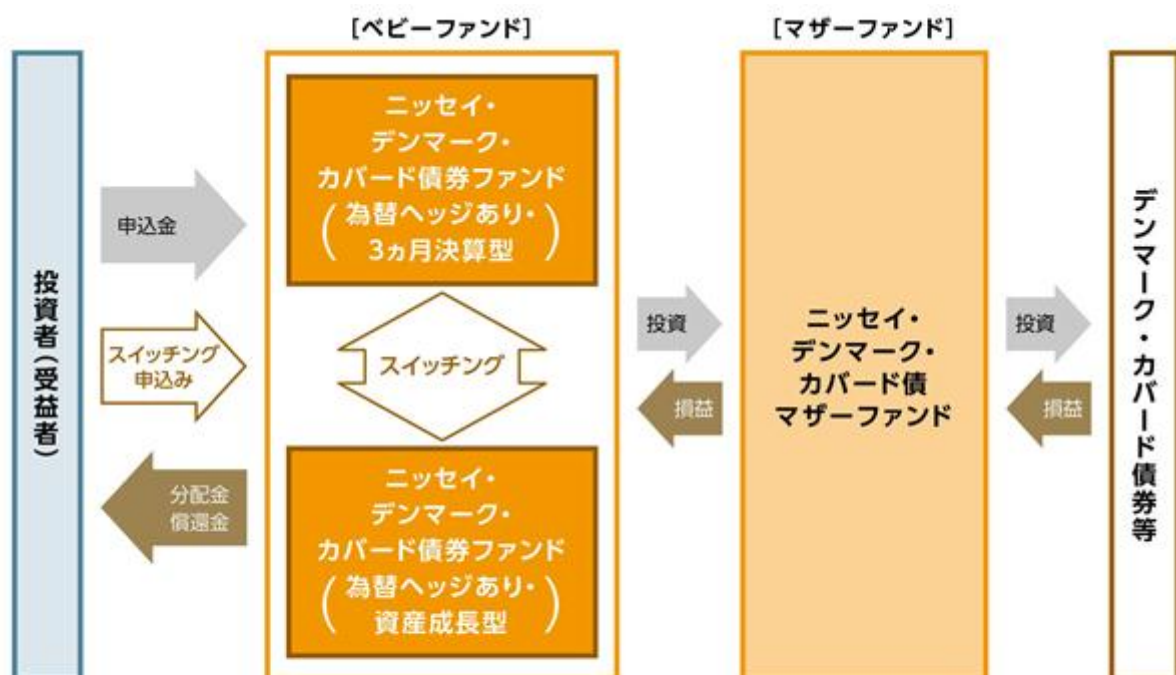 [ベビーファンド]
[マザーファンド]
投資者(受益者)
申込金
スイッチング
申込み
分配金
償還金
ニッセイ・
デンマーク・
カバード債券ファンド
(為替ヘッジあり・
3ヵ月決算型)
スイッチング
ニッセイ・
デンマーク・
カバード債券ファンド
(為替ヘッジあり・
資産成長型)
投資
損益
ニッセイ・
デンマーク・
カバード債
マザーファンド
投資
損益
デンマーク・カバード債券等